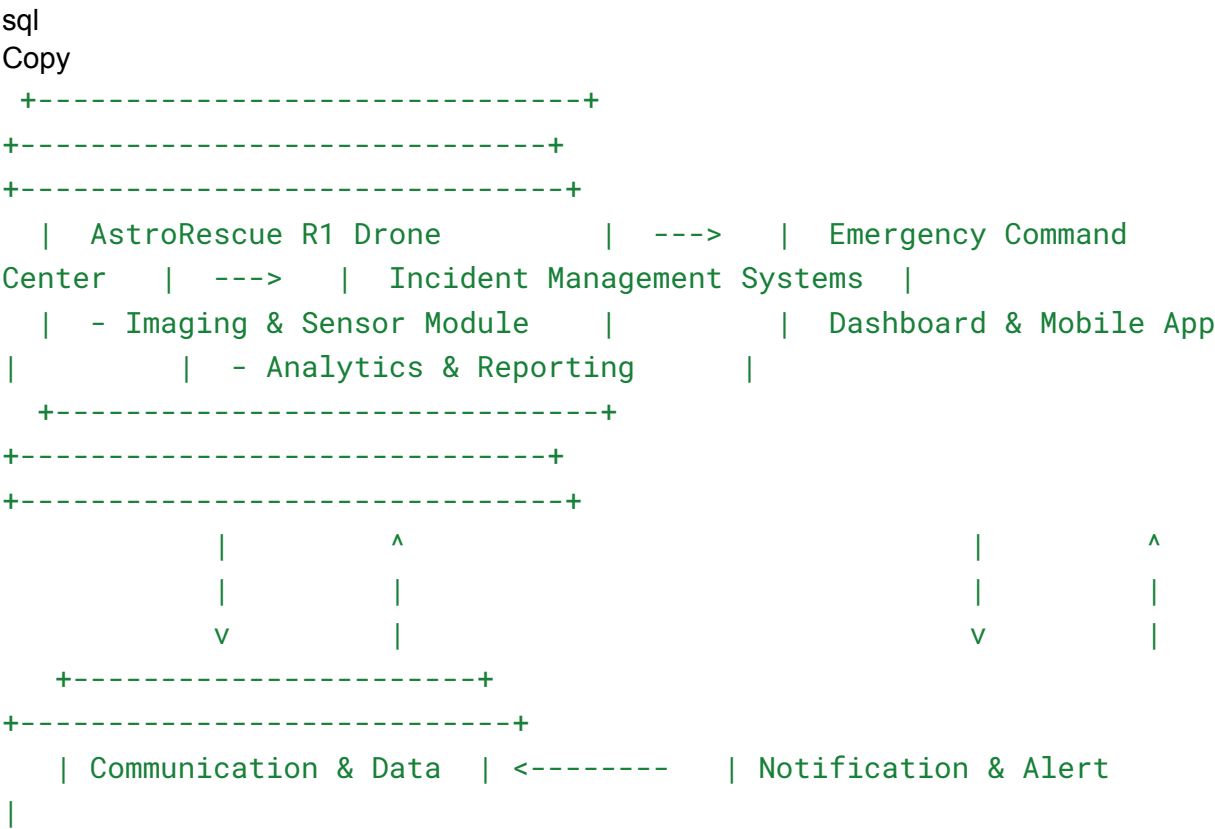 sql
Copy
+-------------------------------+
+------------------------------+
+-------------------------------+
| AstroRescue R1 Drone | ---> | Emergency Command
Center | ---> | Incident Management Systems |
| - Imaging & Sensor Module | | Dashboard & Mobile App
| | - Analytics & Reporting |
+-------------------------------+
+------------------------------+
+-------------------------------+
| ^ | ^
| | | |
v | v |
+-----------------------+
+----------------------------+
| Communication & Data | <-------- | Notification & Alert
|